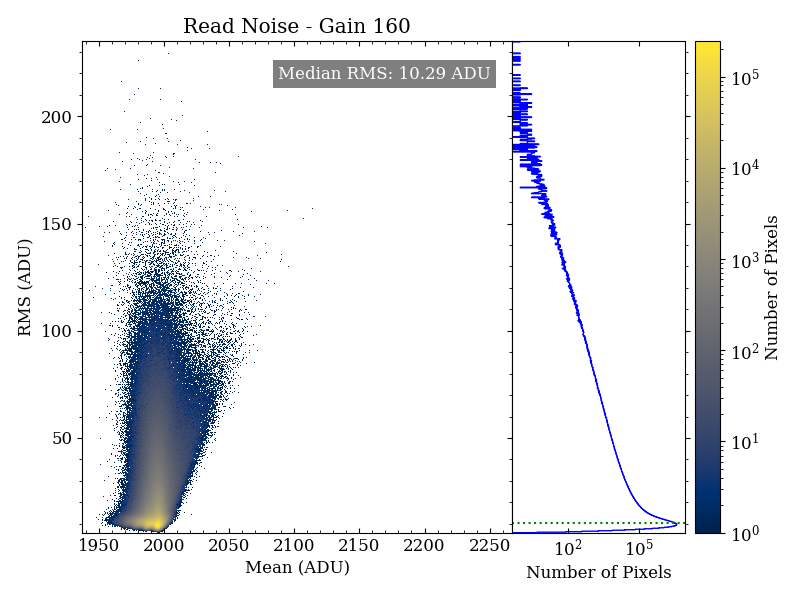 Read Noise - Gain 160
Median RMS: 10.29 ADU
RMS (ADU)
200
150
100
50
1950 2000 2050 2100 2150 2200 2250
Mean (ADU)
10² 10⁵
Number of Pixels
10⁵
10⁴
10³
10²
10¹
10⁰
Number of Pixels